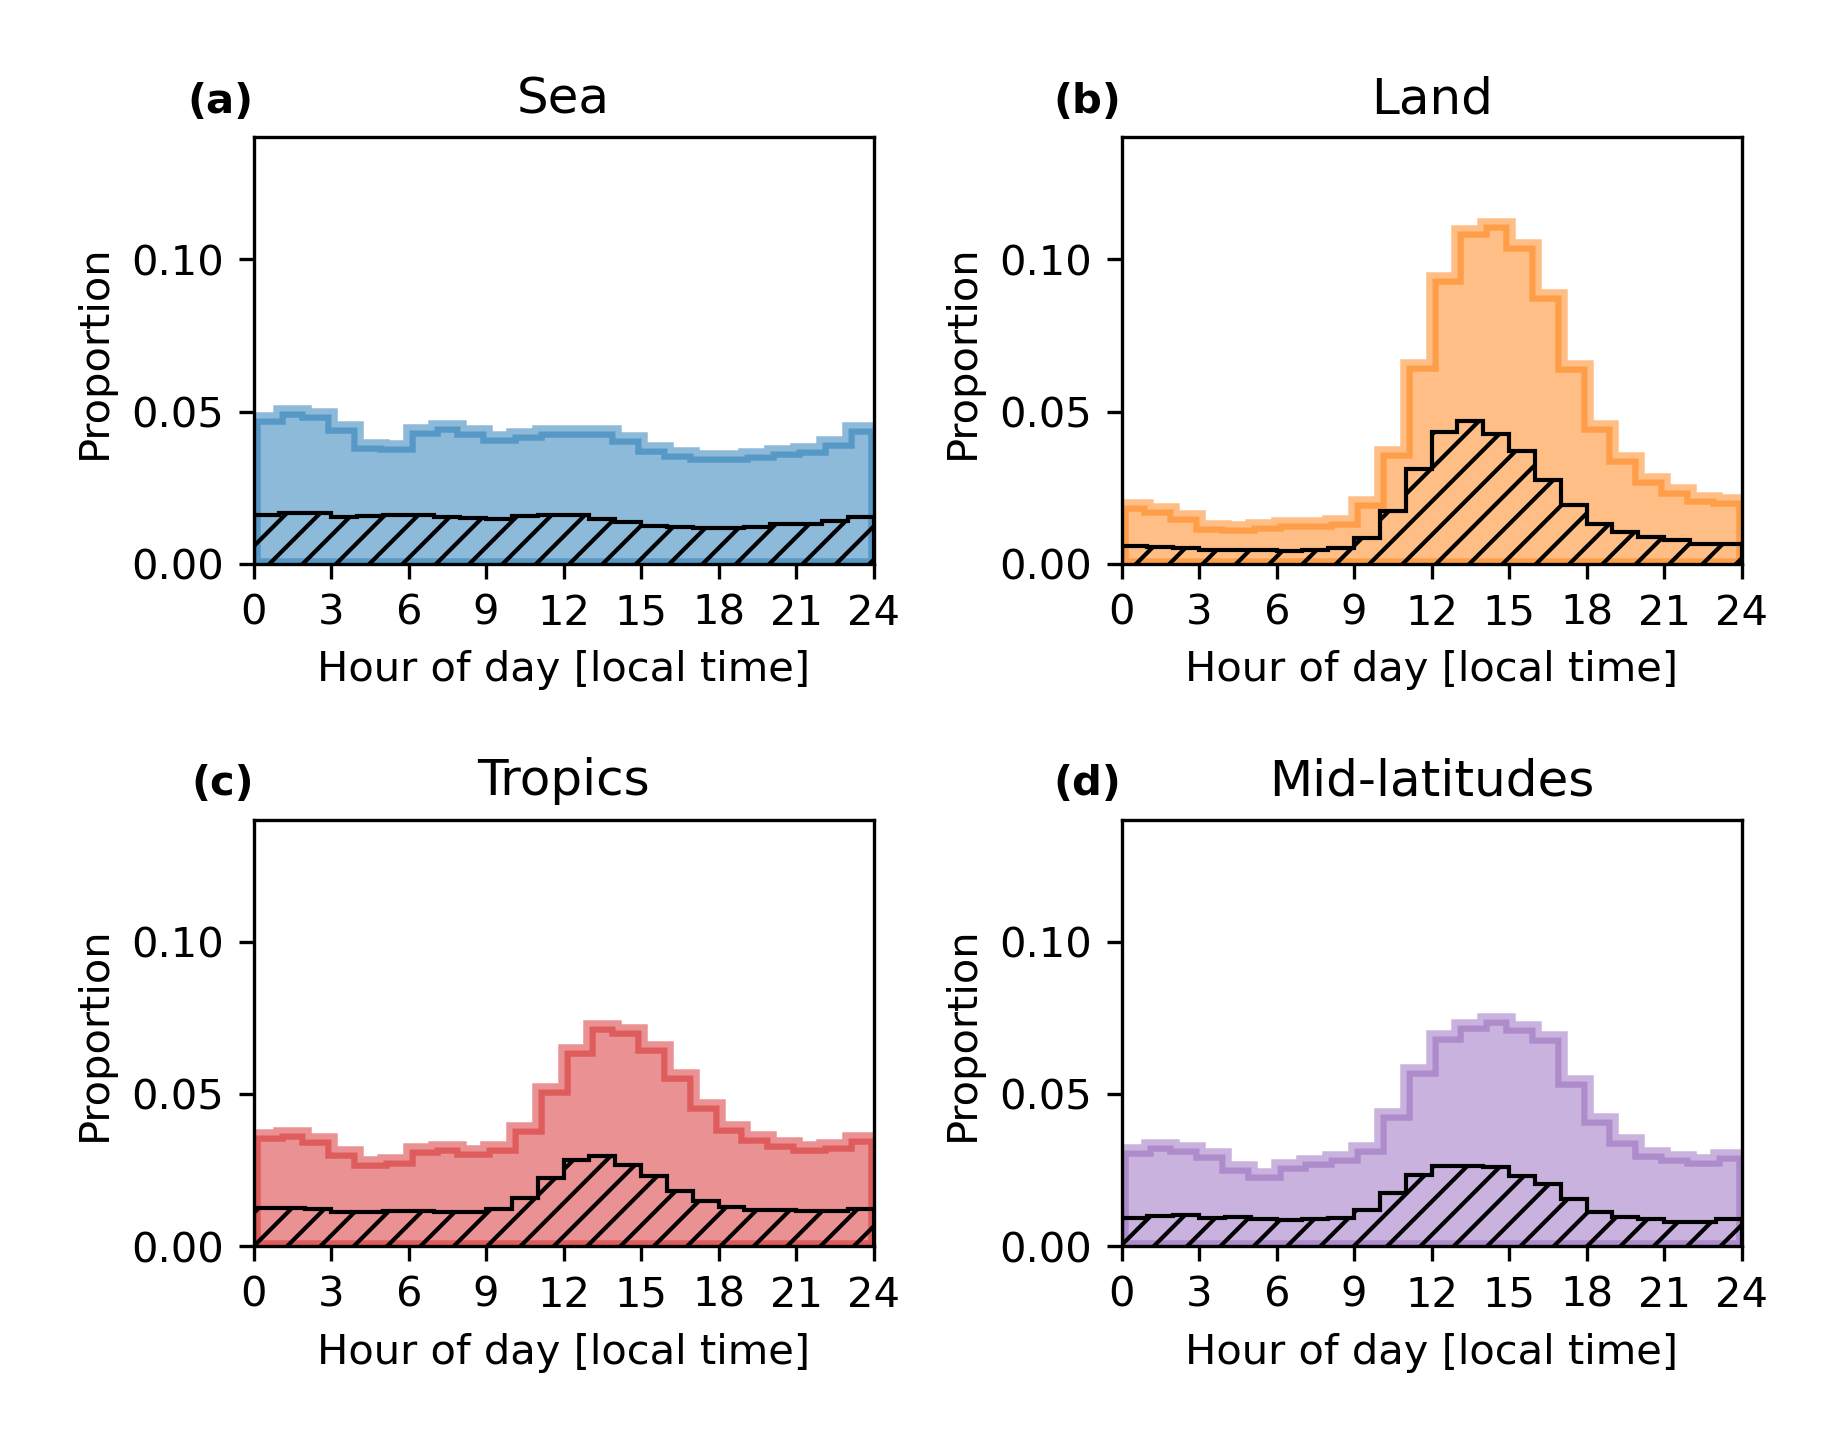 (a) Sea
Proportion
0.10
0.05
0.00
0 3 6 9 12 15 18 21 24
Hour of day [local time]
(b) Land
Proportion
0.10
0.05
0.00
0 3 6 9 12 15 18 21 24
Hour of day [local time]
(c) Tropics
Proportion
0.10
0.05
0.00
0 3 6 9 12 15 18 21 24
Hour of day [local time]
(d) Mid-latitudes
Proportion
0.10
0.05
0.00
0 3 6 9 12 15 18 21 24
Hour of day [local time]